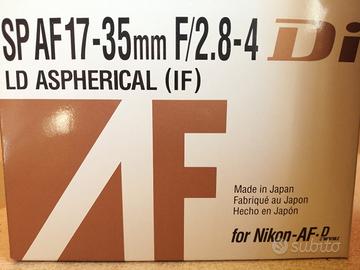 SP AF17-35mm F/2.8-4 Di
LD ASPHERICAL (IF)
AF
Made in Japan
Fabriqué au Japon
Hecho en Japón
for Nikon-AF-D
subito